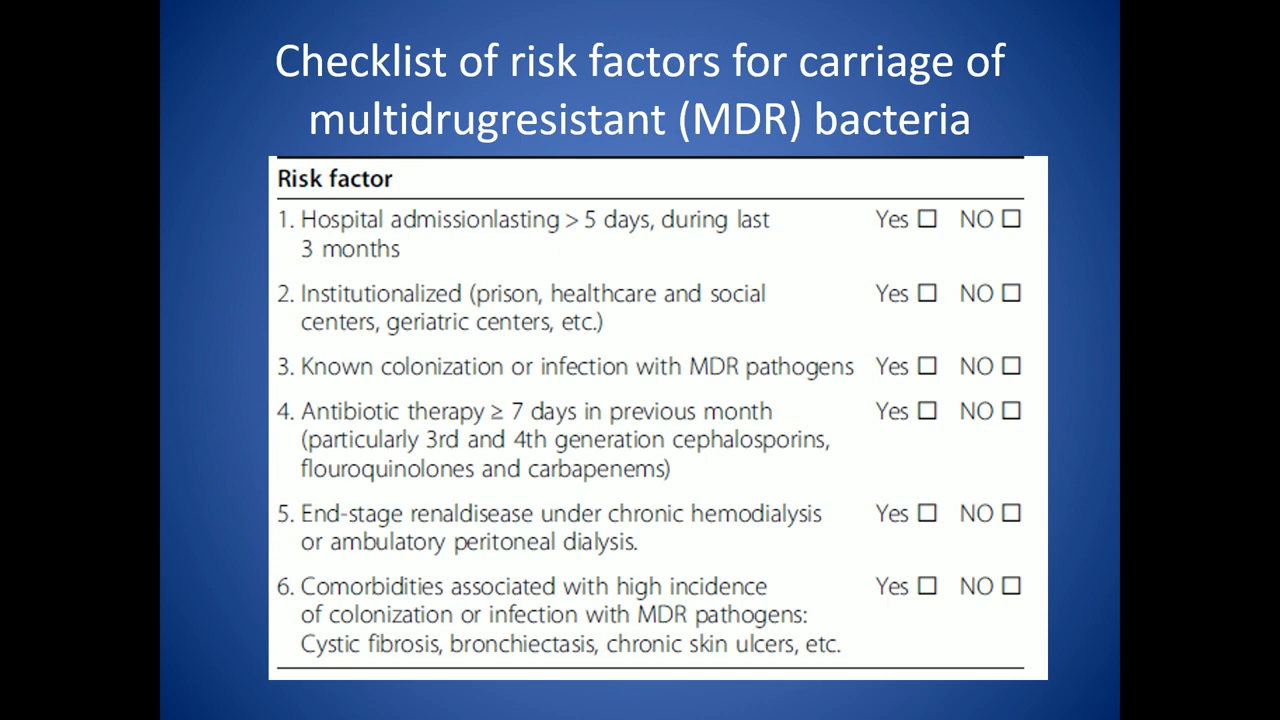 Checklist of risk factors for carriage of
multidrugresistant (MDR) bacteria
Risk factor
1. Hospital admissionlasting > 5 days, during last Yes ☐ NO ☐
3 months
2. Institutionalized (prison, healthcare and social Yes ☐ NO ☐
centers, geriatric centers, etc.)
3. Known colonization or infection with MDR pathogens Yes ☐ NO ☐
4. Antibiotic therapy ≥ 7 days in previous month Yes ☐ NO ☐
(particularly 3rd and 4th generation cephalosporins,
flouroquinolones and carbapenems)
5. End-stage renaldisease under chronic hemodialysis Yes ☐ NO ☐
or ambulatory peritoneal dialysis.
6. Comorbidities associated with high incidence Yes ☐ NO ☐
of colonization or infection with MDR pathogens:
Cystic fibrosis, bronchiectasis, chronic skin ulcers, etc.